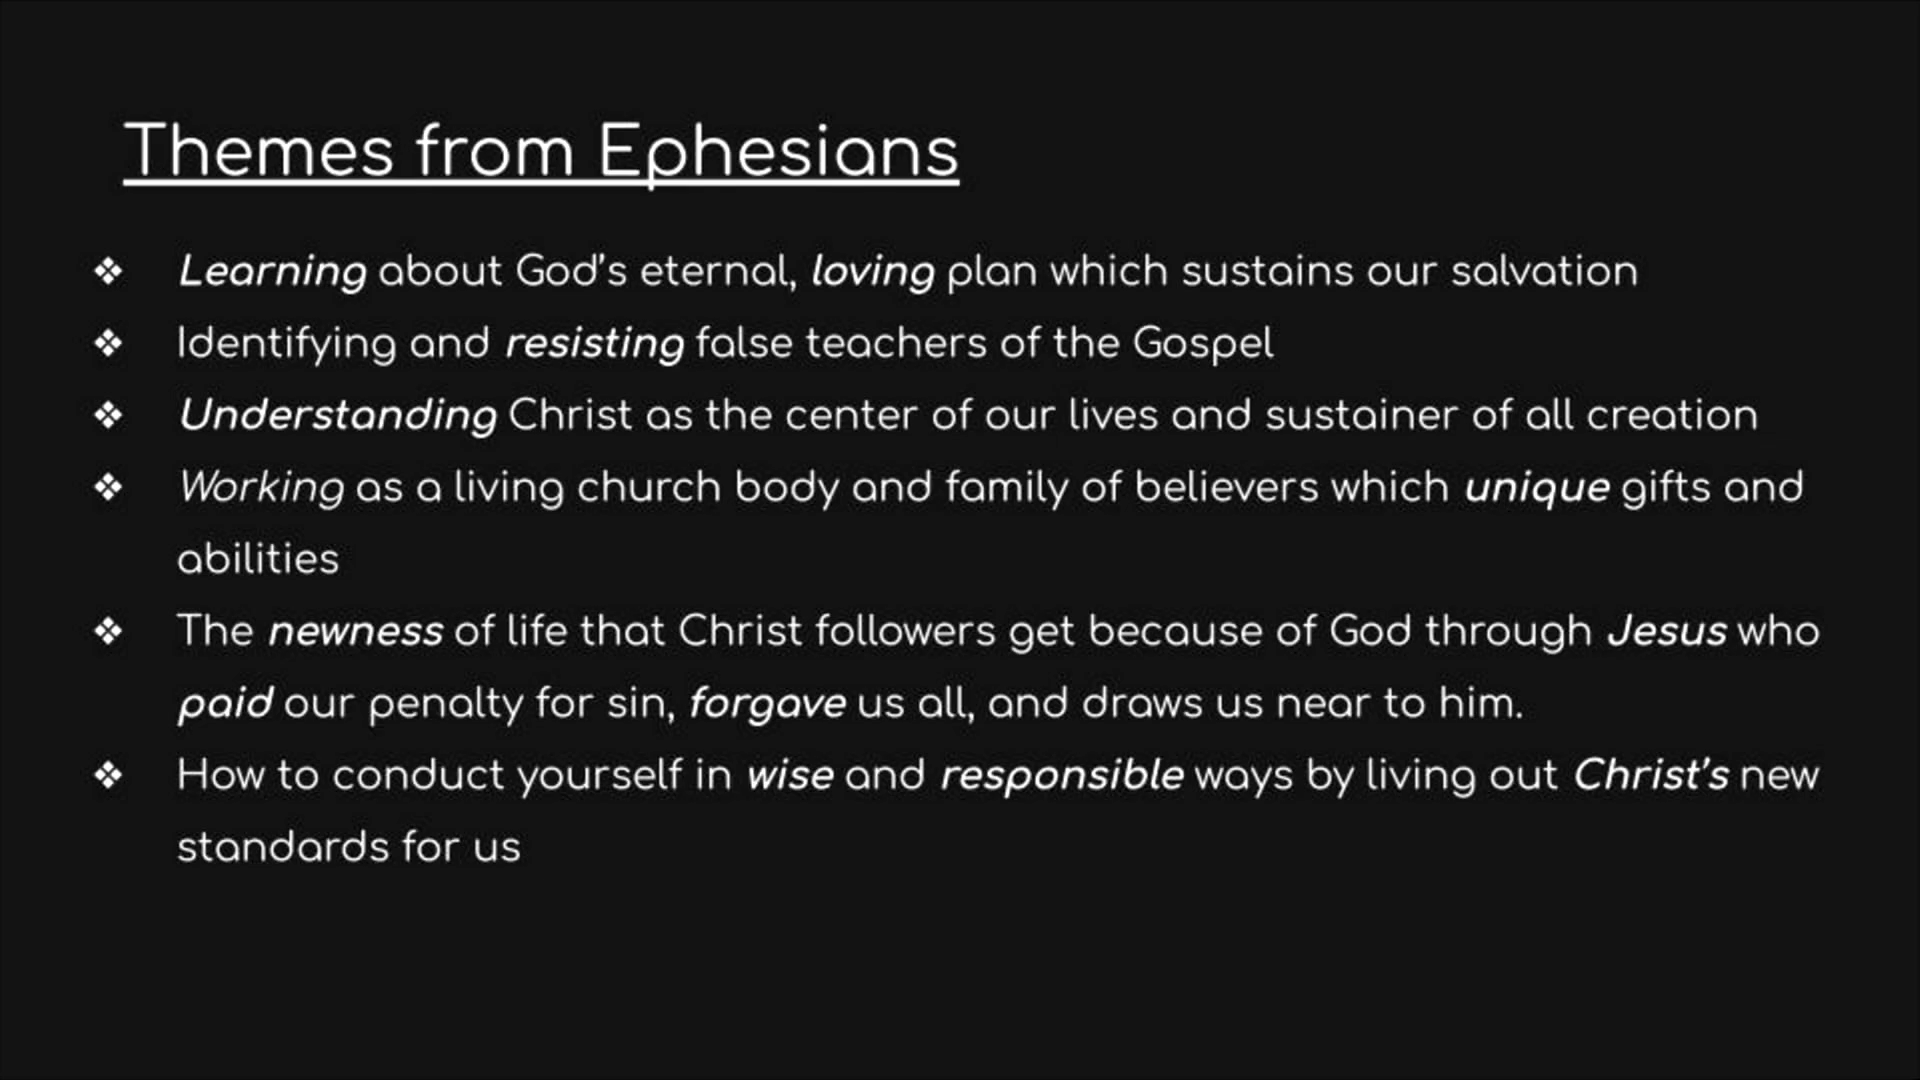 Themes from Ephesians
❖ Learning about God's eternal, loving plan which sustains our salvation
❖ Identifying and resisting false teachers of the Gospel
❖ Understanding Christ as the center of our lives and sustainer of all creation
❖ Working as a living church body and family of believers which unique gifts and
abilities
❖ The newness of life that Christ followers get because of God through Jesus who
paid our penalty for sin, forgave us all, and draws us near to him.
❖ How to conduct yourself in wise and responsible ways by living out Christ's new
standards for us